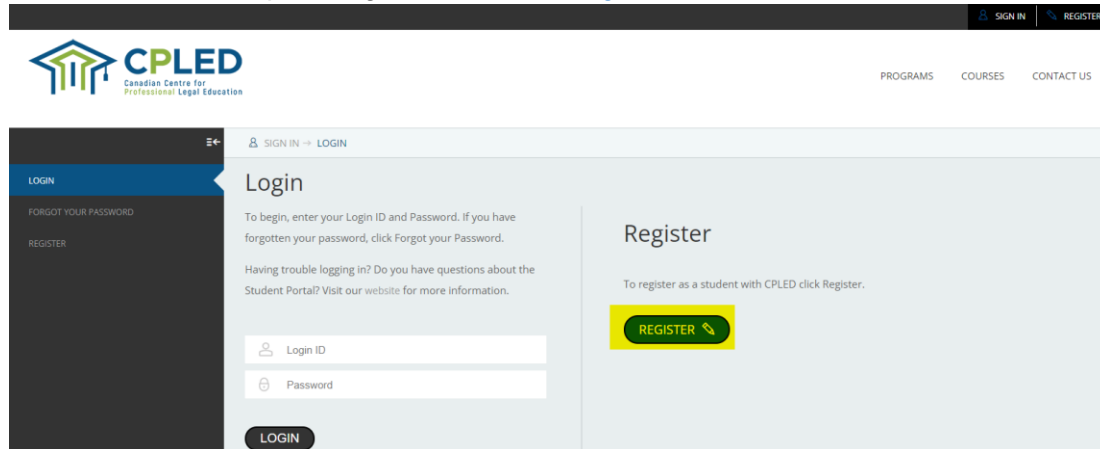 SIGN IN
REGISTER
CPLED
Canadian Centre for
Professional Legal Education
PROGRAMS COURSES CONTACT US
SIGN IN → LOGIN
LOGIN
FORGOT YOUR PASSWORD
REGISTER
Login
To begin, enter your Login ID and Password. If you have
forgotten your password, click Forgot your Password.
Having trouble logging in? Do you have questions about the
Student Portal? Visit our website for more information.
Login ID
Password
LOGIN
Register
To register as a student with CPLED click Register.
REGISTER